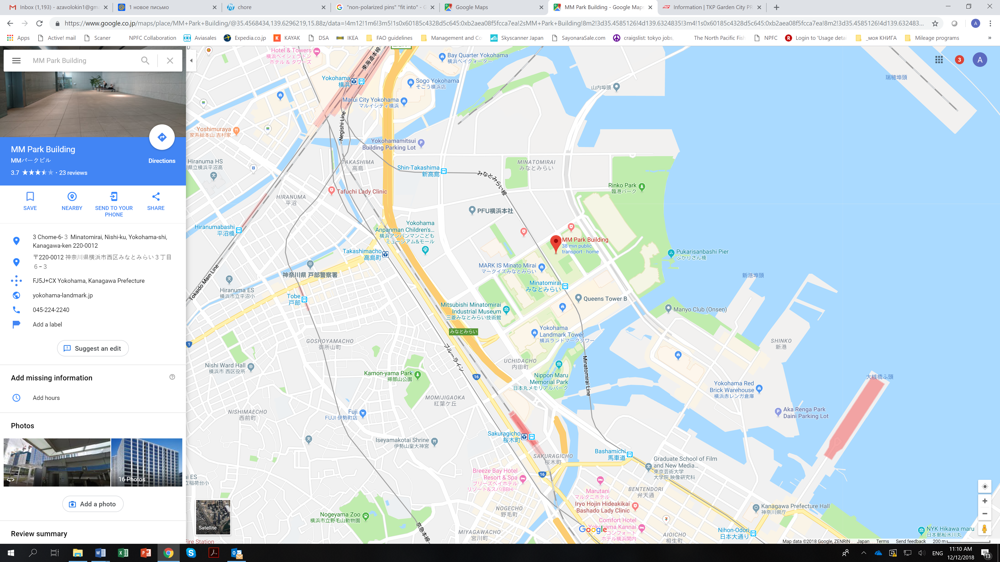 Inbox (1,193) - azavolokin1@gma
1 новое письмо
chore
"non-polarized pins" "fit into" - G
Google Maps
MM Park Building - Google Maps
Information | TKP Garden City PR
https://www.google.co.jp/maps/place/MM+Park+Building/@35.4568434,139.6296219,15.88z/data=!4m12!1m6!3m5!1s0x60185c4328d5c645:0xb2aea08f5fcca7ea!2sMM+Park+Building!8m2!3d35.4585126!4d139.6324835!3m4!1s0x60185c4328d5c645:0xb2aea08f5fcca7ea!8m2!3d35.4585126!4d139.632483...
A
Apps
Active! mail
Scaner
NPFC Collaboration
Aviasales
Expedia.co.jp
KAYAK
DSA
IKEA
FAO guidelines
Management and Co
Skyscanner Japan
SayonaraSale.com
craigslist: tokyo jobs,
The North Pacific Fish
NPFC
Login to 'Usage detai
_моя КНИГА
Mileage programs
MM Park Building
MM Park Building
MMパークビル
3.7
· 23 reviews
Directions
SAVE
NEARBY
SEND TO YOUR
PHONE
SHARE
3 Chome-6-３ Minatomirai, Nishi-ku, Yokohama-shi,
Kanagawa-ken 220-0012
〒220-0012 神奈川県横浜市西区みなとみらい３丁目
６−３
FJ5J+CX Yokohama, Kanagawa Prefecture
yokohama-landmark.jp
045-224-2240
Add a label
Suggest an edit
Add missing information
Add hours
Photos
16 Photos
Add a photo
Review summary
Hotel & Towers
横浜ベイシェラトン
ホテル & タワーズ
東海道本線
Bay Quarter Yokohama
横浜ベイクォーター
3
A
瑞穂埠頭
Yokohama
横浜
Sogo Yokohama
そごう横浜店
山内埠頭
Marui City Yokohama
マルイシティ横浜
Negishi Line
Yoshimuraya
家系総本山 吉村家
Yokohamamitsui
Building Parking Lot
Hiranuma HS
県立横浜平沼高
TAKASHIMA
高島
Shin-Takashima
新高島
みなとみらい線
MINATOMIRAI
みなとみらい
Rinko Park
臨港パーク
Tafuchi Lady Clinic
HIRANUMA
平沼
PFU横浜本社
Hiranumabashi
平沼橋
Yokohama
Anpanman Children's...
横浜アンパンマンこども
ミュージアム&モール
MM Park Building
38 min public
transport - home
Takashimacho
高島町
Pukarisanbashi Pier
ぷかりさん橋
MARK IS Minato Mirai
マークイズみなとみらい
神奈川県 戸部警察署
新港埠頭
Tokaido Main Line
Hiranuma ES
横浜市立平沼小
Minatomirai
みなとみらい
Tobe
戸部
Queens Tower B
Mitsubishi Minatomirai
Industrial Museum
三菱みなとみらい技術館
Manyo Club (Onsen)
みなとみらい
Yokohama
Landmark Tower
横浜ランドマークタワー
1
GOSHOYAMACHO
御所山町
SHINKO
新港
ブルーライン
UCHIDACHO
内田町
Nishi Ward Hall
横浜市 西区役所
Kamon-yama Park
掃部山公園
16
Nippon Maru
Memorial Park
日本丸メモリアルパーク
Minatomirai Line
大桟橋ふ頭
Yokohama Red
Brick Warehouse
横浜赤レンガ倉庫
MOMIJIGAOKA
紅葉ケ丘
NISHIMAECHO
西前町
Fuji
FUJI 伊勢町店
Aka Renga Park
Daini Parking Lot
Sakuragicho
桜木町
Iseyamakotai Shrine
伊勢山皇大神宮
SAKURAGICHO
桜木町
Bashamichi
馬車道
Graduate School of Film
and New Media...
東京芸術大学
大学院 映像研究科
ai ES
立稲荷台小
Breeze Bay Hotel
Resort & Spa
ブリーズベイホテル
リゾート&スパ(BBH…
16
Marutani
マルタニホテル
BENTENDORI
弁天通
Iryo Hojin Hideakikai
Bashado Lady Clinic
NOGECHO
野毛町
Kanagawa Prefecture Hall
神奈川県庁
Nogeyama Zoo
横浜市立野毛山動物園
京急本線
Comfort Hotel
Yokohama Kannai
コンフォート
ホテル横浜関内
Google
MIYAGAWACHO
宮川町
AIOICHO
相生町
Nihon-Odori
日本大通り
NYK Hikawa maru
日本郵船氷川丸
Satellite
Fire Station
Map data ©2018 Google, ZENRIN
Japan
Terms
Send feedback
200 m
ENG
11:10 AM
12/12/2018
13